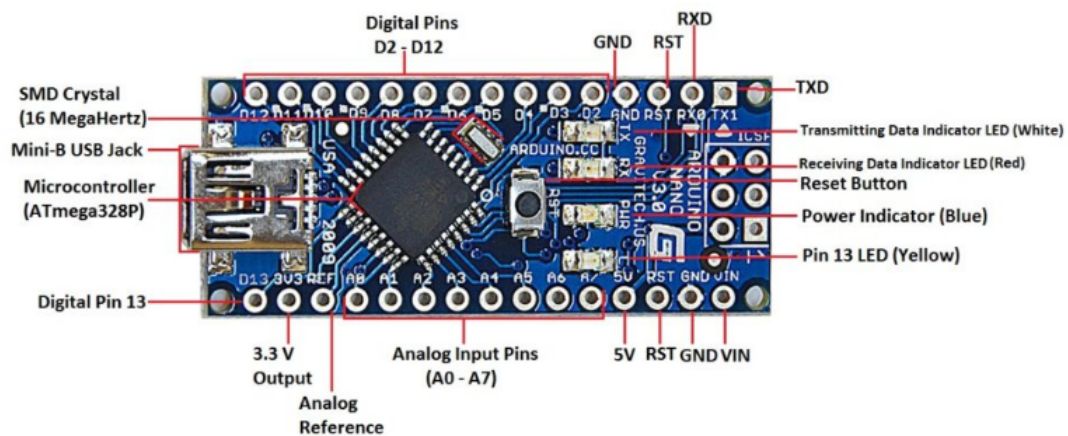 Digital Pins
D2 - D12
GND
RST
RXD
TXD
SMD Crystal
(16 MegaHertz)
Mini-B USB Jack
Microcontroller
(ATmega328P)
Digital Pin 13
3.3 V
Output
Analog
Reference
Analog Input Pins
(A0 - A7)
5V
RST
GND
VIN
Transmitting Data Indicator LED (White)
Receiving Data Indicator LED (Red)
Reset Button
Power Indicator (Blue)
Pin 13 LED (Yellow)
D12 D11 D10 D9 D8 D7 D6 D5 D4 D3 D2 GND RST RX0 TX1
ICSP
ARDUINO.CC
TX
RX
RST
PWR
L
USA
2009
GRAVITECH.US
ARDUINO
NANO
V3.0
G
1
D13 3V3 REF A0 A1 A2 A3 A4 A5 A6 A7 5V RST GND VIN